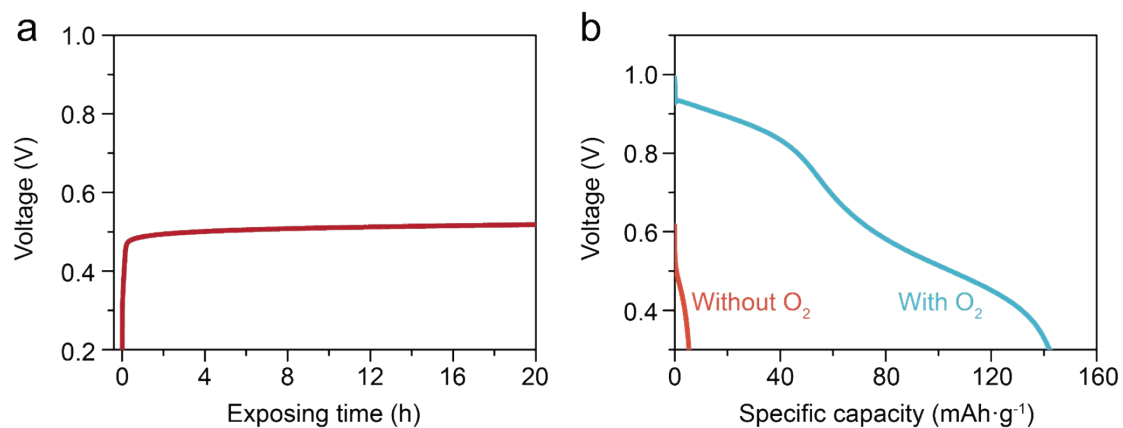 a
1.0
0.8
0.6
0.4
0.2
Voltage (V)
0 4 8 12 16 20
Exposing time (h)
b
1.0
0.8
0.6
0.4
Voltage (V)
Without O₂
With O₂
0 40 80 120 160
Specific capacity (mAh·g⁻¹)